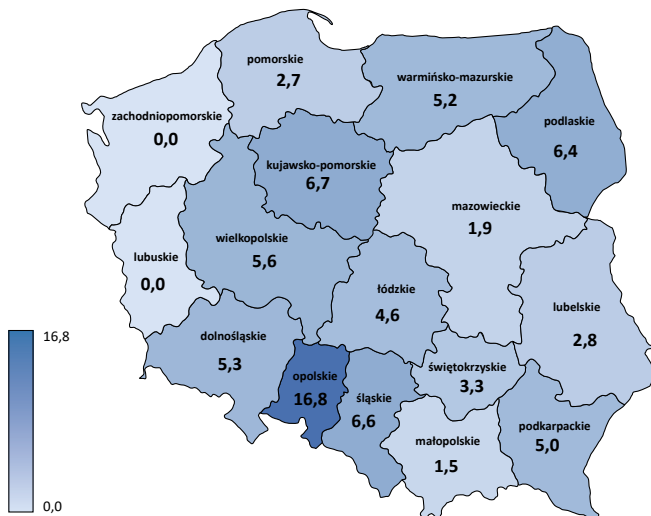 pomorskie
2,7
warmińsko-mazurskie
5,2
podlaskie
6,4
zachodniopomorskie
0,0
kujawsko-pomorskie
6,7
mazowieckie
1,9
wielkopolskie
5,6
lubuskie
0,0
łódzkie
4,6
lubelskie
2,8
dolnośląskie
5,3
opolskie
16,8
śląskie
6,6
świętokrzyskie
3,3
małopolskie
1,5
podkarpackie
5,0
16,8
0,0